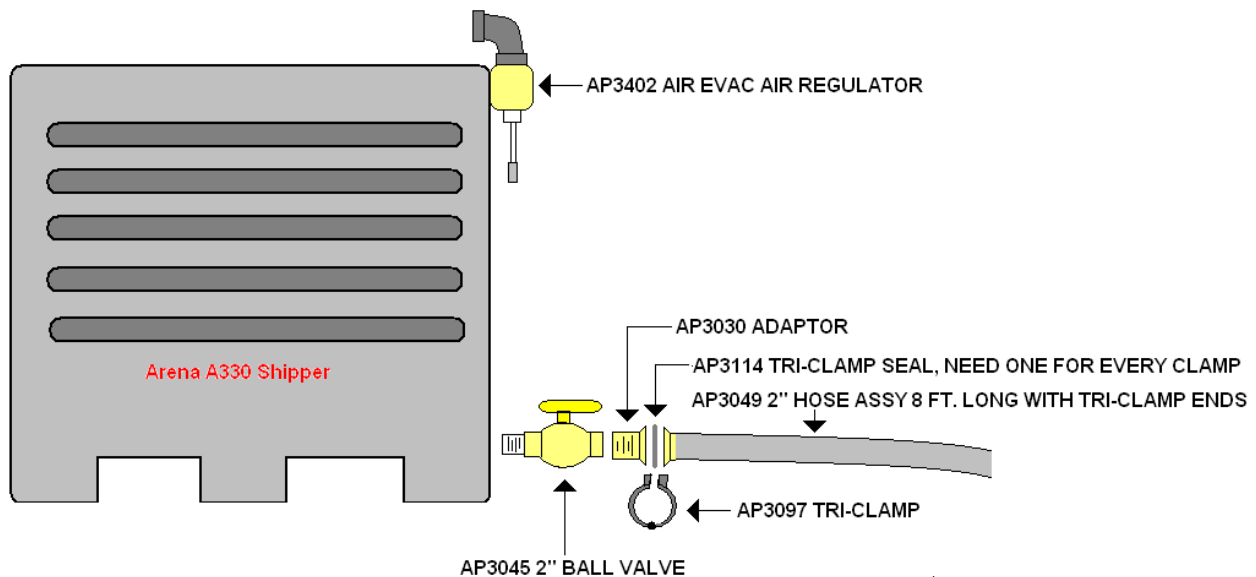 AP3402 AIR EVAC AIR REGULATOR
AP3030 ADAPTOR
AP3114 TRI-CLAMP SEAL, NEED ONE FOR EVERY CLAMP
Arena A330 Shipper
AP3049 2" HOSE ASSY 8 FT. LONG WITH TRI-CLAMP ENDS
AP3097 TRI-CLAMP
AP3045 2" BALL VALVE